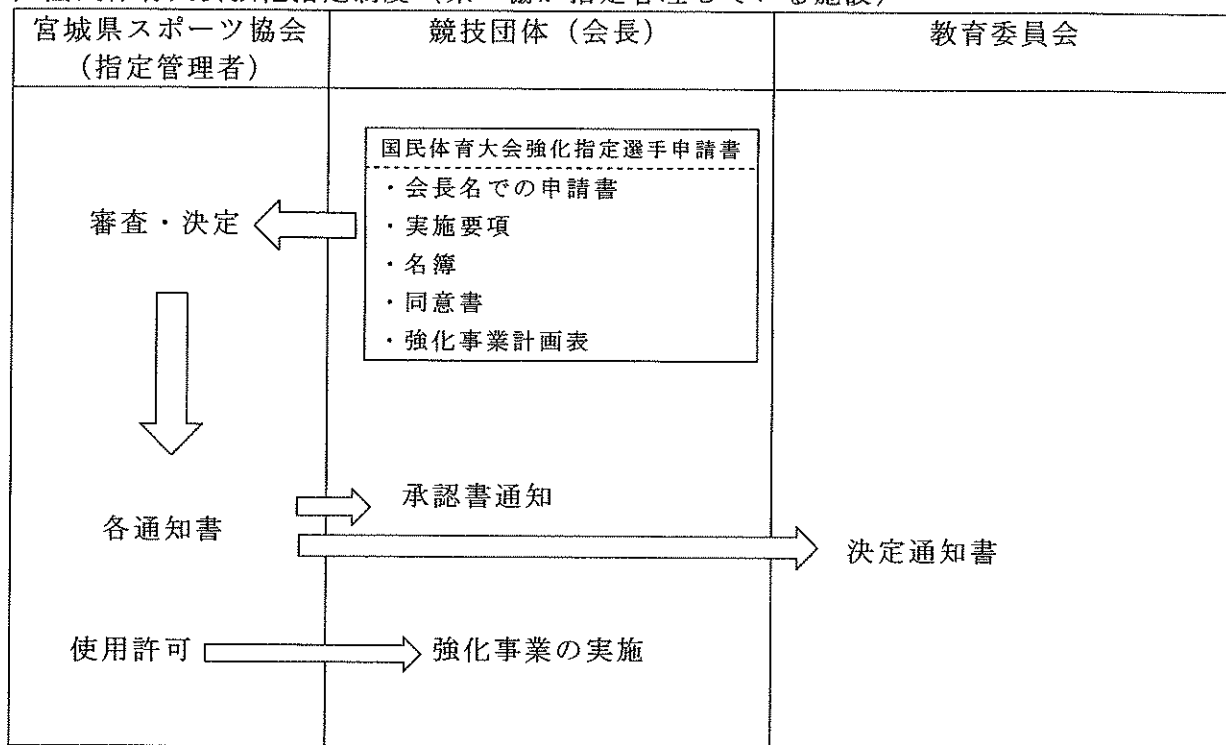 宮城県スポーツ協会
(指定管理者)
競技団体(会長)
教育委員会
国民体育大会強化指定選手申請書
・会長名での申請書
・実施要項
・名簿
・同意書
・強化事業計画表
審査・決定
各通知書
承認書通知
決定通知書
使用許可
強化事業の実施